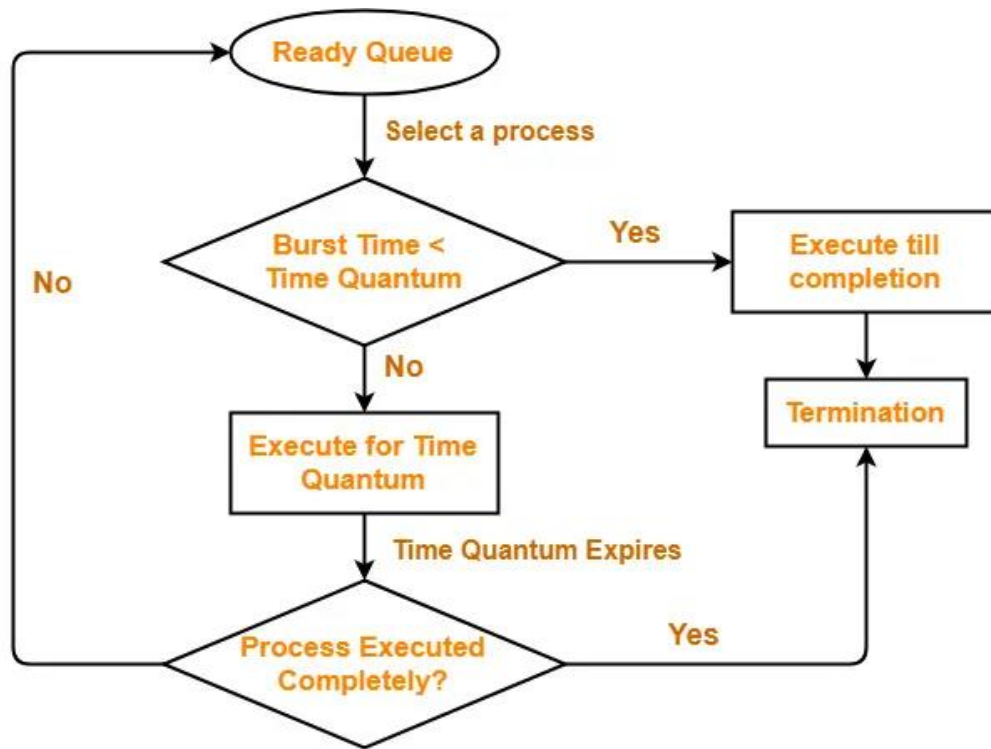 Ready Queue
Select a process
Burst Time <
Time Quantum
Yes
Execute till
completion
No
No
Termination
Execute for Time
Quantum
Time Quantum Expires
Process Executed
Completely?
Yes